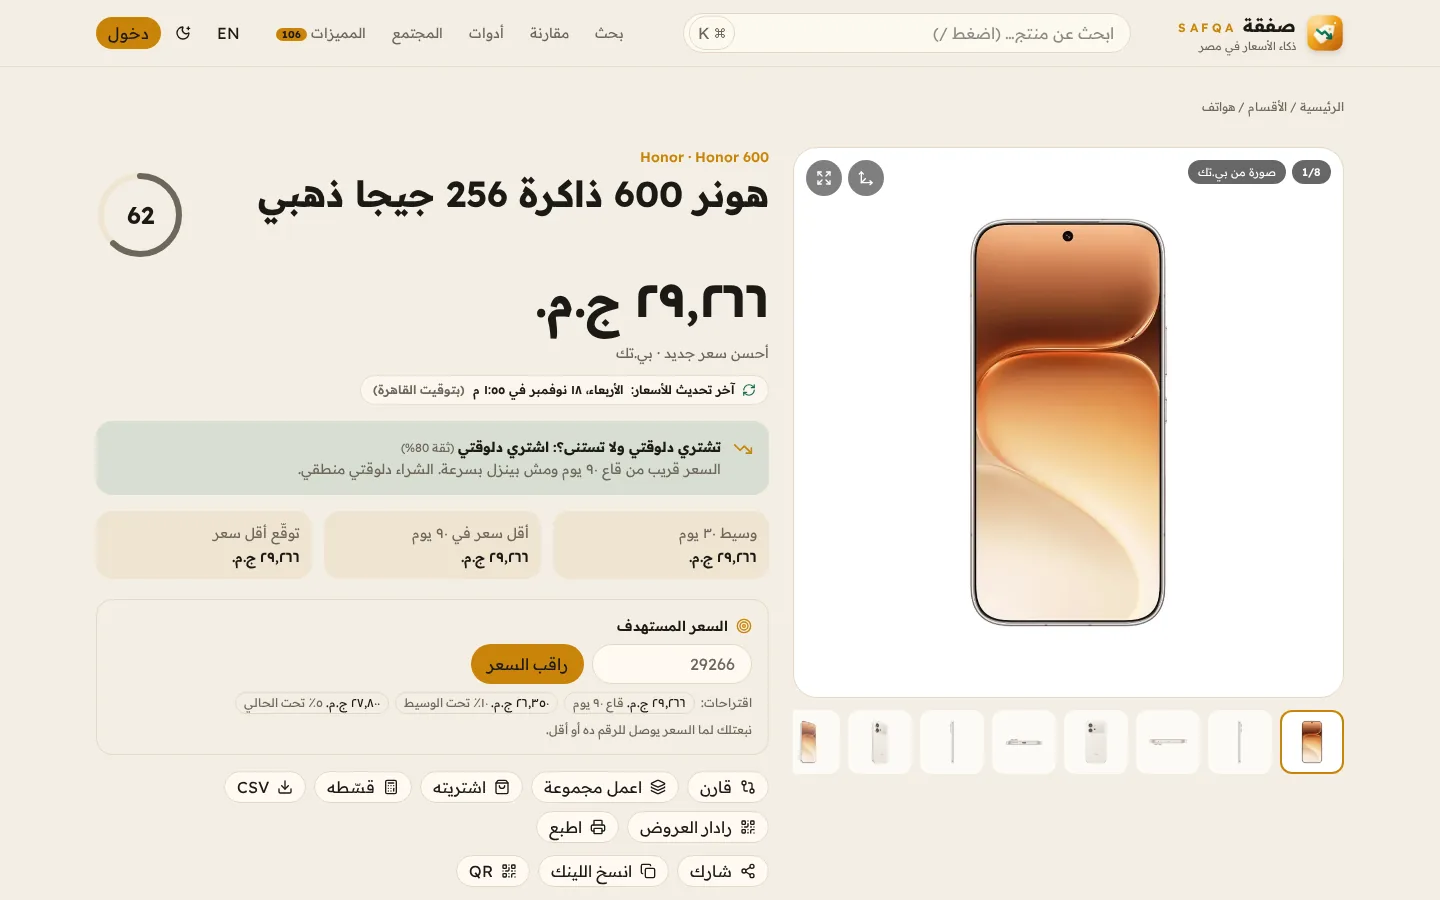 صفقة SAFQA
ذكاء الأسعار في مصر
ابحث عن منتج... (اضغط /)
⌘ K
بحث
مقارنة
أدوات
المجتمع
المميزات 106
EN
دخول
الرئيسية / الأقسام / هواتف
1/8
صورة من بي.تك
Honor · Honor 600
هونر 600 ذاكرة 256 جيجا ذهبي
62
٢٩,٢٦٦ ج.م.
أحسن سعر جديد · بي.تك
آخر تحديث للأسعار: الأربعاء، ١٨ نوفمبر في ١:٥٥ م (بتوقيت القاهرة)
تشتري دلوقتي ولا تستنى؟: اشتري دلوقتي (ثقة 80%)
السعر قريب من قاع ٩٠ يوم ومش بينزل بسرعة. الشراء دلوقتي منطقي.
وسيط ٣٠ يوم
٢٩,٢٦٦ ج.م.
أقل سعر في ٩٠ يوم
٢٩,٢٦٦ ج.م.
توقّع أقل سعر
٢٩,٢٦٦ ج.م.
السعر المستهدف
29266
راقب السعر
اقتراحات:
٢٩,٢٦٦ ج.م. قاع ٩٠ يوم
٢٦,٣٥٠ ج.م. ١٠٪ تحت الوسيط
٢٧,٨٠٠ ج.م. ٥٪ تحت الحالي
نبعتلك لما السعر يوصل للرقم ده أو أقل.
قارن
اعمل مجموعة
اشتريته
قسّطه
CSV
رادار العروض
اطبع
شارك
انسخ اللينك
QR